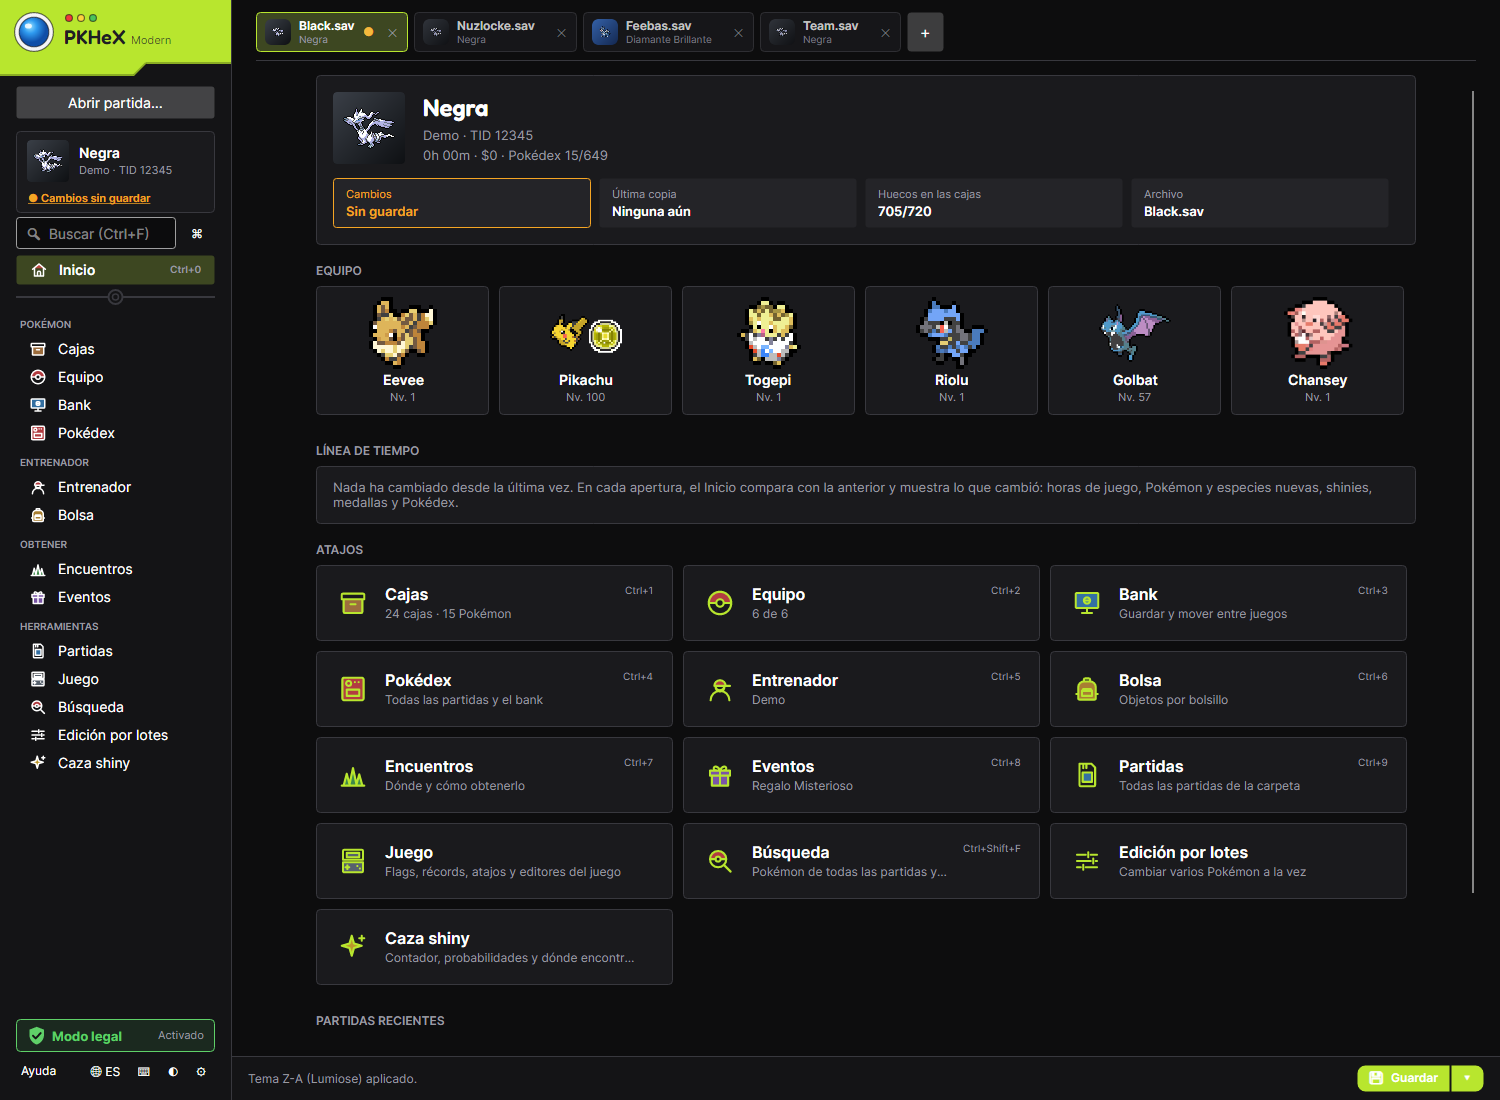 PKHeX Modern
Abrir partida...
Negra
Demo · TID 12345
Cambios sin guardar
Buscar (Ctrl+F)
⌘
Inicio Ctrl+0
POKÉMON
Cajas
Equipo
Bank
Pokédex
ENTRENADOR
Entrenador
Bolsa
OBTENER
Encuentros
Eventos
HERRAMIENTAS
Partidas
Juego
Búsqueda
Edición por lotes
Caza shiny
Modo legal Activado
Ayuda ES
Black.sav
Negra
Nuzlocke.sav
Negra
Feebas.sav
Diamante Brillante
Team.sav
Negra
+
Negra
Demo · TID 12345
0h 00m · $0 · Pokédex 15/649
Cambios
Sin guardar
Última copia
Ninguna aún
Huecos en las cajas
705/720
Archivo
Black.sav
EQUIPO
Eevee
Nv. 1
Pikachu
Nv. 100
Togepi
Nv. 1
Riolu
Nv. 1
Golbat
Nv. 57
Chansey
Nv. 1
LÍNEA DE TIEMPO
Nada ha cambiado desde la última vez. En cada apertura, el Inicio compara con la anterior y muestra lo que cambió: horas de juego, Pokémon y especies nuevas, shinies,
medallas y Pokédex.
ATAJOS
Cajas Ctrl+1
24 cajas · 15 Pokémon
Equipo Ctrl+2
6 de 6
Bank Ctrl+3
Guardar y mover entre juegos
Pokédex Ctrl+4
Todas las partidas y el bank
Entrenador Ctrl+5
Demo
Bolsa Ctrl+6
Objetos por bolsillo
Encuentros Ctrl+7
Dónde y cómo obtenerlo
Eventos Ctrl+8
Regalo Misterioso
Partidas Ctrl+9
Todas las partidas de la carpeta
Juego
Flags, récords, atajos y editores del juego
Búsqueda Ctrl+Shift+F
Pokémon de todas las partidas y...
Edición por lotes
Cambiar varios Pokémon a la vez
Caza shiny
Contador, probabilidades y dónde encontr...
PARTIDAS RECIENTES
Tema Z-A (Lumiose) aplicado.
Guardar